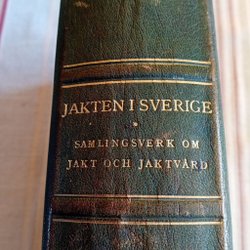 JAKTEN I SVERIGE
SAMLINGSVERK OM
JAKT OCH JAKTVÅRD